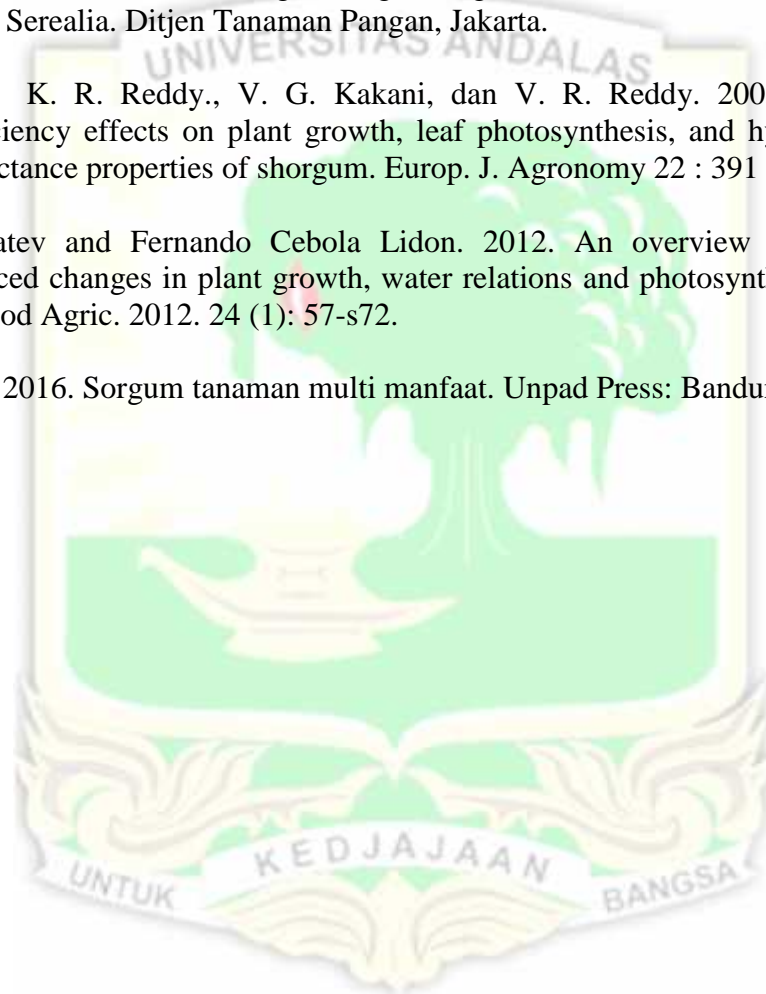 Serealia. Ditjen Tanaman Pangan, Jakarta.
UNIVERSITAS ANDALAS
K. R. Reddy., V. G. Kakani, dan V. R. Reddy. 200
ciency effects on plant growth, leaf photosynthesis, and hy
ctance properties of shorgum. Europ. J. Agronomy 22 : 391
atev and Fernando Cebola Lidon. 2012. An overview
ced changes in plant growth, water relations and photosynth
od Agric. 2012. 24 (1): 57-s72.
2016. Sorgum tanaman multi manfaat. Unpad Press: Bandu
UNTUK KEDJAJAAN BANGSA